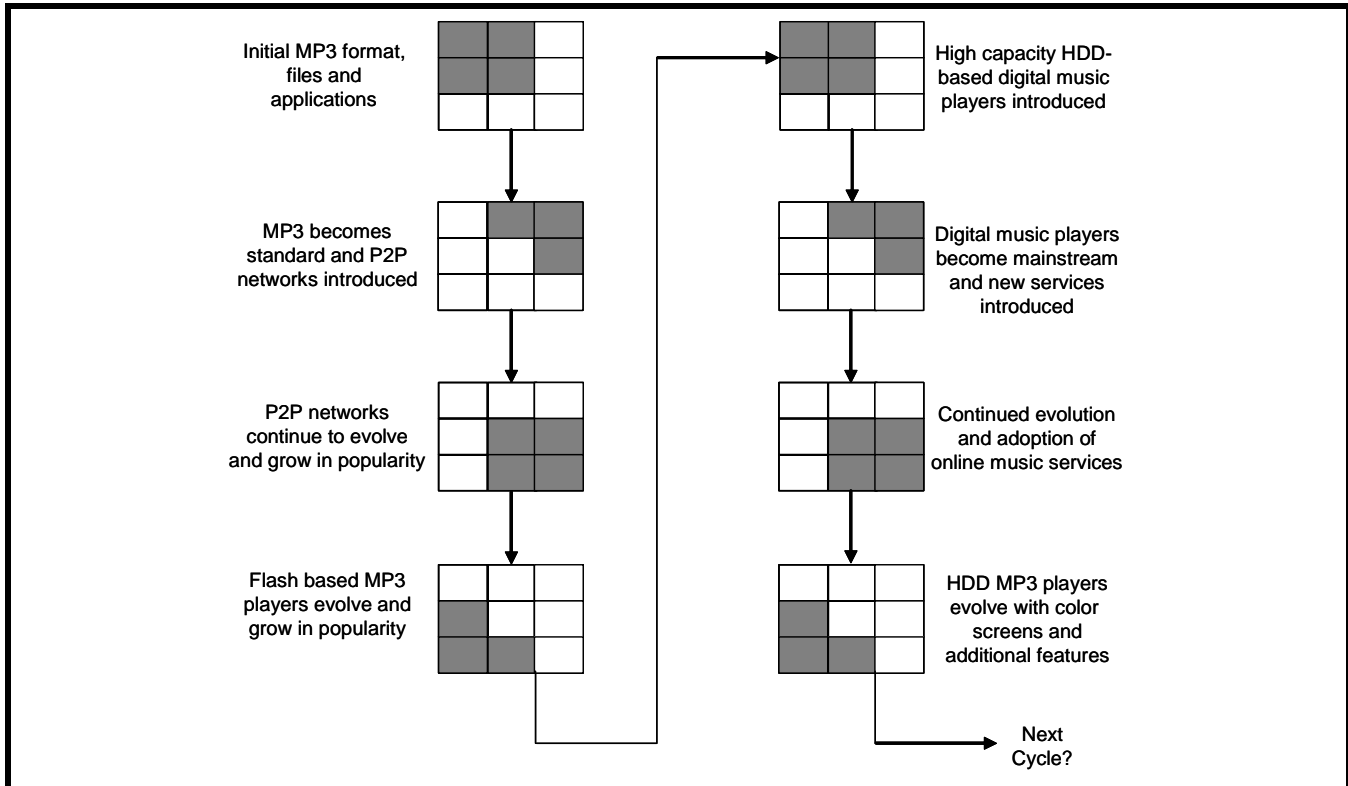 Initial MP3 format,
files and
applications
MP3 becomes
standard and P2P
networks introduced
P2P networks
continue to evolve
and grow in popularity
Flash based MP3
players evolve and
grow in popularity
High capacity HDD-
based digital music
players introduced
Digital music players
become mainstream
and new services
introduced
Continued evolution
and adoption of
online music services
HDD MP3 players
evolve with color
screens and
additional features
Next
Cycle?